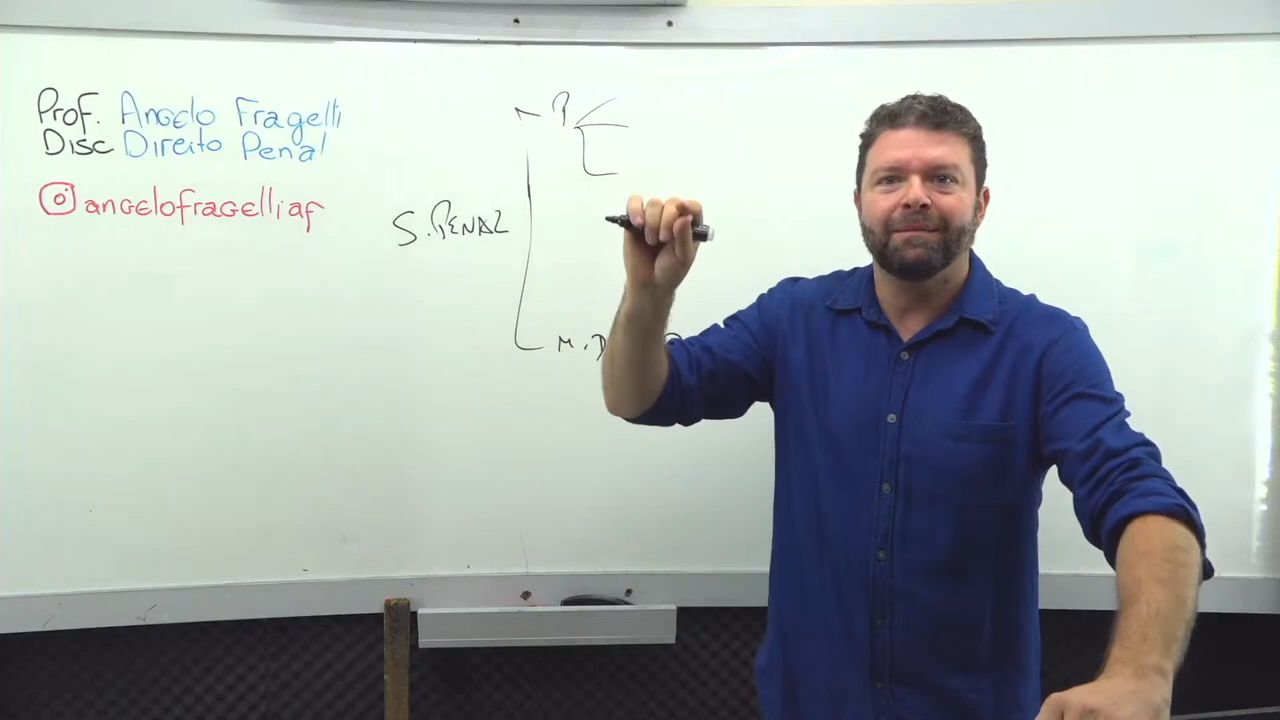 Prof. Angelo Fragelli
Disc Direito Penal
@angelofragelliaf
P
S. PENAL
M. D